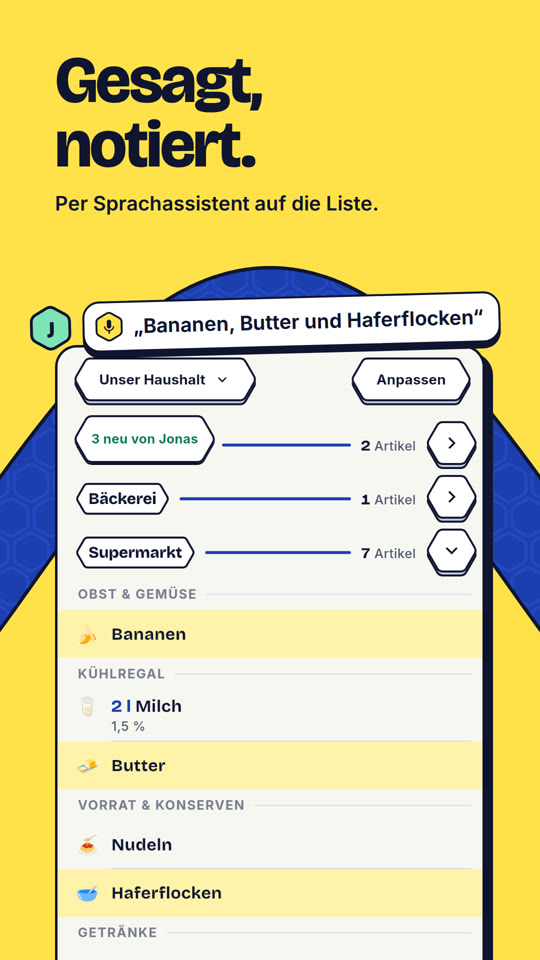 Gesagt,
notiert.
Per Sprachassistent auf die Liste.
J
„Bananen, Butter und Haferflocken“
Unser Haushalt
Anpassen
3 neu von Jonas
2 Artikel
Bäckerei
1 Artikel
Supermarkt
7 Artikel
OBST & GEMÜSE
Bananen
KÜHLREGAL
2 l Milch
1,5 %
Butter
VORRAT & KONSERVEN
Nudeln
Haferflocken
GETRÄNKE